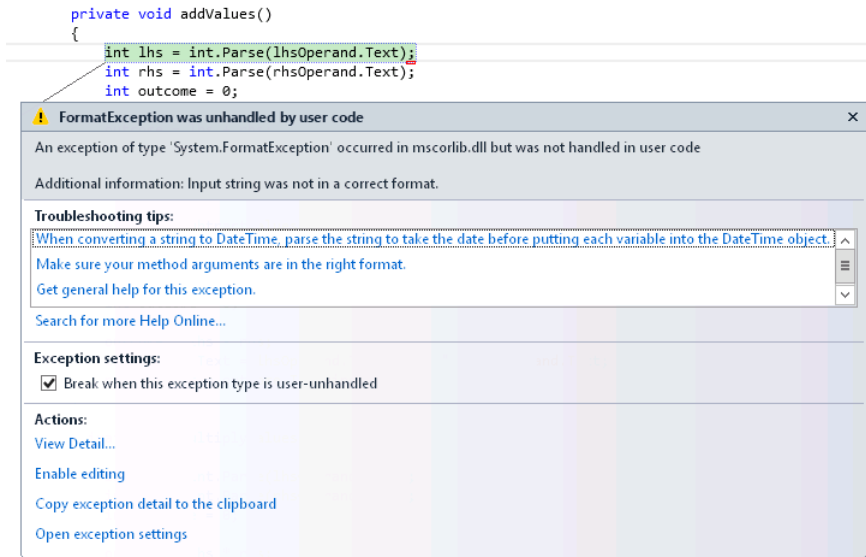 private void addValues()
{
int lhs = int.Parse(lhsOperand.Text);
int rhs = int.Parse(rhsOperand.Text);
int outcome = 0;
FormatException was unhandled by user code
An exception of type 'System.FormatException' occurred in mscorlib.dll but was not handled in user code
Additional information: Input string was not in a correct format.
Troubleshooting tips:
When converting a string to DateTime, parse the string to take the date before putting each variable into the DateTime object.
Make sure your method arguments are in the right format.
Get general help for this exception.
Search for more Help Online...
Exception settings:
Break when this exception type is user-unhandled
Actions:
View Detail...
Enable editing
Copy exception detail to the clipboard
Open exception settings